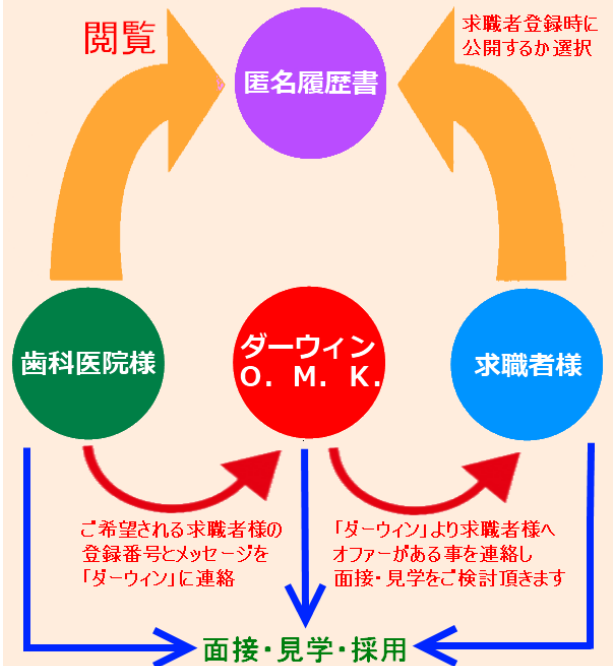 閲覧
匿名履歴書
求職者登録時に
公開するか選択
歯科医院様
ダーウィン
O. M. K.
求職者様
ご希望される求職者様の
登録番号とメッセージを
「ダーウィン」に連絡
「ダーウィン」より求職者様へ
オファーがある事を連絡し
面接・見学をご検討頂きます
面接・見学・採用